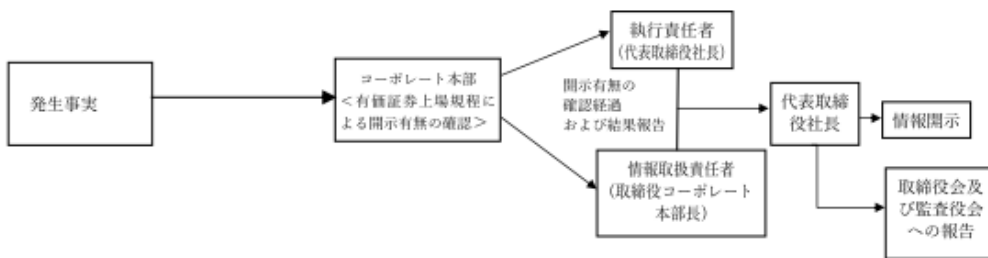 発生事実
コーポレート本部
＜有価証券上場規程に
よる開示有無の確認＞
執行責任者
（代表取締役社長）
開示有無の
確認経過
および結果報告
情報取扱責任者
（取締役コーポレート
本部長）
代表取締
役社長
情報開示
取締役会及
び監査役会
への報告